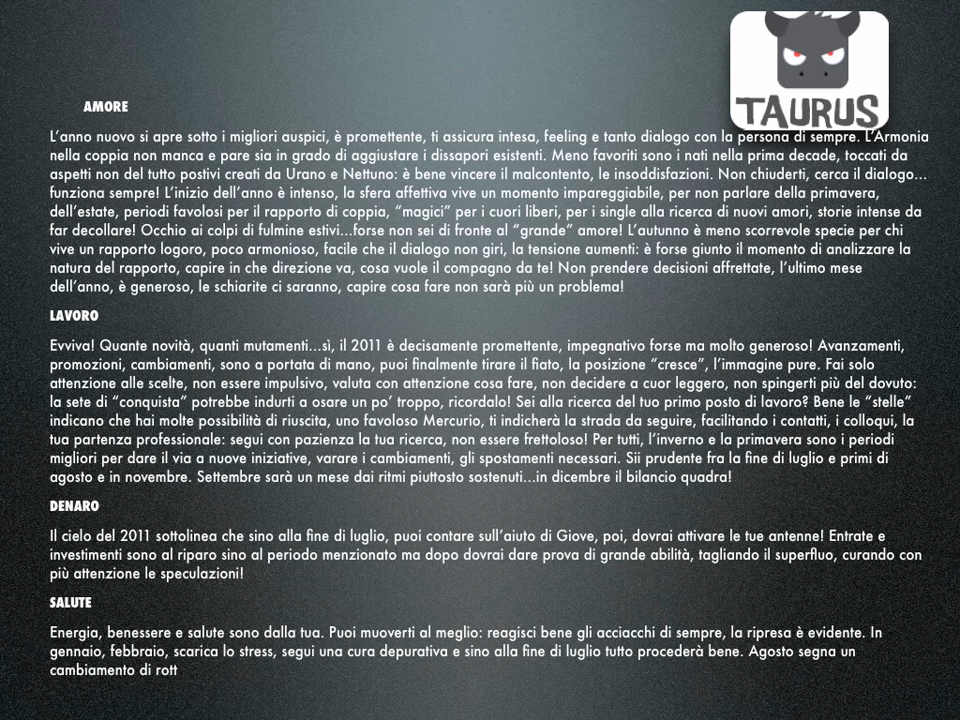 TAURUS
AMORE
L'anno nuovo si apre sotto i migliori auspici, è promettente, ti assicura intesa, feeling e tanto dialogo con la persona di sempre. L'Armonia
nella coppia non manca e pare sia in grado di aggiustare i dissapori esistenti. Meno favoriti sono i nati nella prima decade, toccati da
aspetti non del tutto postivi creati da Urano e Nettuno: è bene vincere il malcontento, le insoddisfazioni. Non chiuderti, cerca il dialogo...
funziona sempre! L'inizio dell'anno è intenso, la sfera affettiva vive un momento impareggiabile, per non parlare della primavera,
dell'estate, periodi favolosi per il rapporto di coppia, "magici" per i cuori liberi, per i single alla ricerca di nuovi amori, storie intense da
far decollare! Occhio ai colpi di fulmine estivi...forse non sei di fronte al "grande" amore! L'autunno è meno scorrevole specie per chi
vive un rapporto logoro, poco armonioso, facile che il dialogo non giri, la tensione aumenti: è forse giunto il momento di analizzare la
natura del rapporto, capire in che direzione va, cosa vuole il compagno da te! Non prendere decisioni affrettate, l'ultimo mese
dell'anno, è generoso, le schiarite ci saranno, capire cosa fare non sarà più un problema!
LAVORO
Evviva! Quante novità, quanti mutamenti...sì, il 2011 è decisamente promettente, impegnativo forse ma molto generoso! Avanzamenti,
promozioni, cambiamenti, sono a portata di mano, puoi finalmente tirare il fiato, la posizione "cresce", l'immagine pure. Fai solo
attenzione alle scelte, non essere impulsivo, valuta con attenzione cosa fare, non decidere a cuor leggero, non spingerti più del dovuto:
la sete di "conquista" potrebbe indurti a osare un po' troppo, ricordalo! Sei alla ricerca del tuo primo posto di lavoro? Bene le "stelle"
indicano che hai molte possibilità di riuscita, uno favoloso Mercurio, ti indicherà la strada da seguire, facilitando i contatti, i colloqui, la
tua partenza professionale: segui con pazienza la tua ricerca, non essere frettoloso! Per tutti, l'inverno e la primavera sono i periodi
migliori per dare il via a nuove iniziative, varare i cambiamenti, gli spostamenti necessari. Sii prudente fra la fine di luglio e primi di
agosto e in novembre. Settembre sarà un mese dai ritmi piuttosto sostenuti...in dicembre il bilancio quadra!
DENARO
Il cielo del 2011 sottolinea che sino alla fine di luglio, puoi contare sull'aiuto di Giove, poi, dovrai attivare le tue antenne! Entrate e
investimenti sono al riparo sino al periodo menzionato ma dopo dovrai dare prova di grande abilità, tagliando il superfluo, curando con
più attenzione le speculazioni!
SALUTE
Energia, benessere e salute sono dalla tua. Puoi muoverti al meglio: reagisci bene gli acciacchi di sempre, la ripresa è evidente. In
gennaio, febbraio, scarica lo stress, segui una cura depurativa e sino alla fine di luglio tutto procederà bene. Agosto segna un
cambiamento di rott